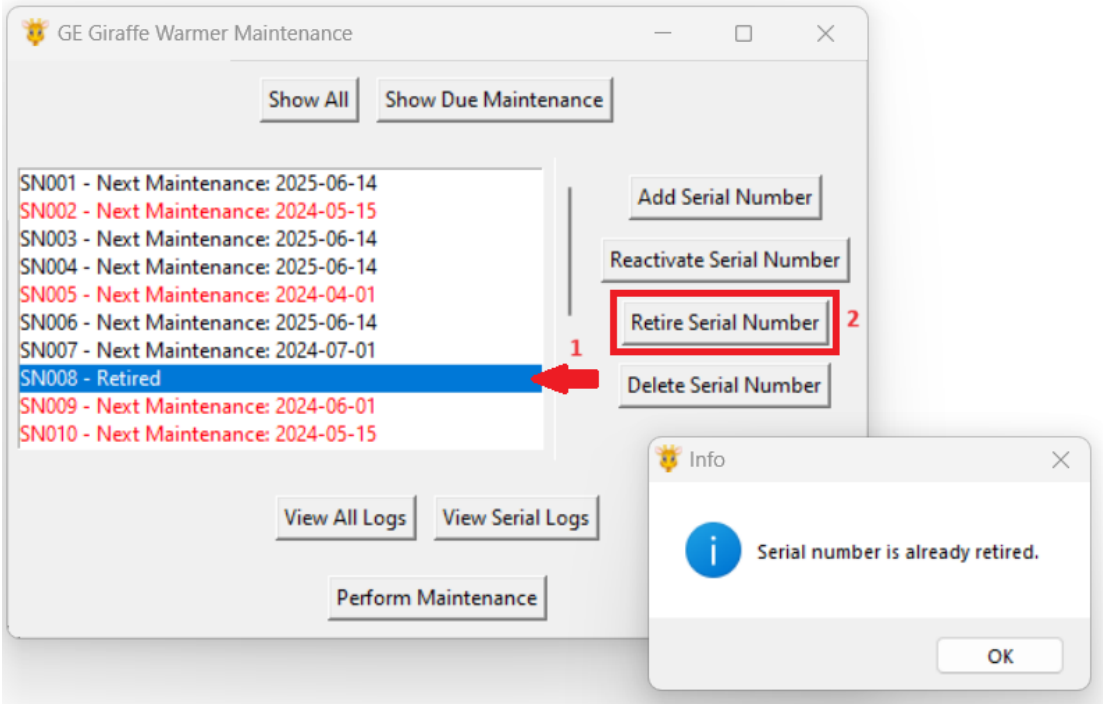 GE Giraffe Warmer Maintenance
Show All
Show Due Maintenance
SN001 - Next Maintenance: 2025-06-14
SN002 - Next Maintenance: 2024-05-15
SN003 - Next Maintenance: 2025-06-14
SN004 - Next Maintenance: 2025-06-14
SN005 - Next Maintenance: 2024-04-01
SN006 - Next Maintenance: 2025-06-14
SN007 - Next Maintenance: 2024-07-01
SN008 - Retired
SN009 - Next Maintenance: 2024-06-01
SN010 - Next Maintenance: 2024-05-15
1
Add Serial Number
Reactivate Serial Number
Retire Serial Number
2
Delete Serial Number
View All Logs
View Serial Logs
Perform Maintenance
Info
Serial number is already retired.
OK